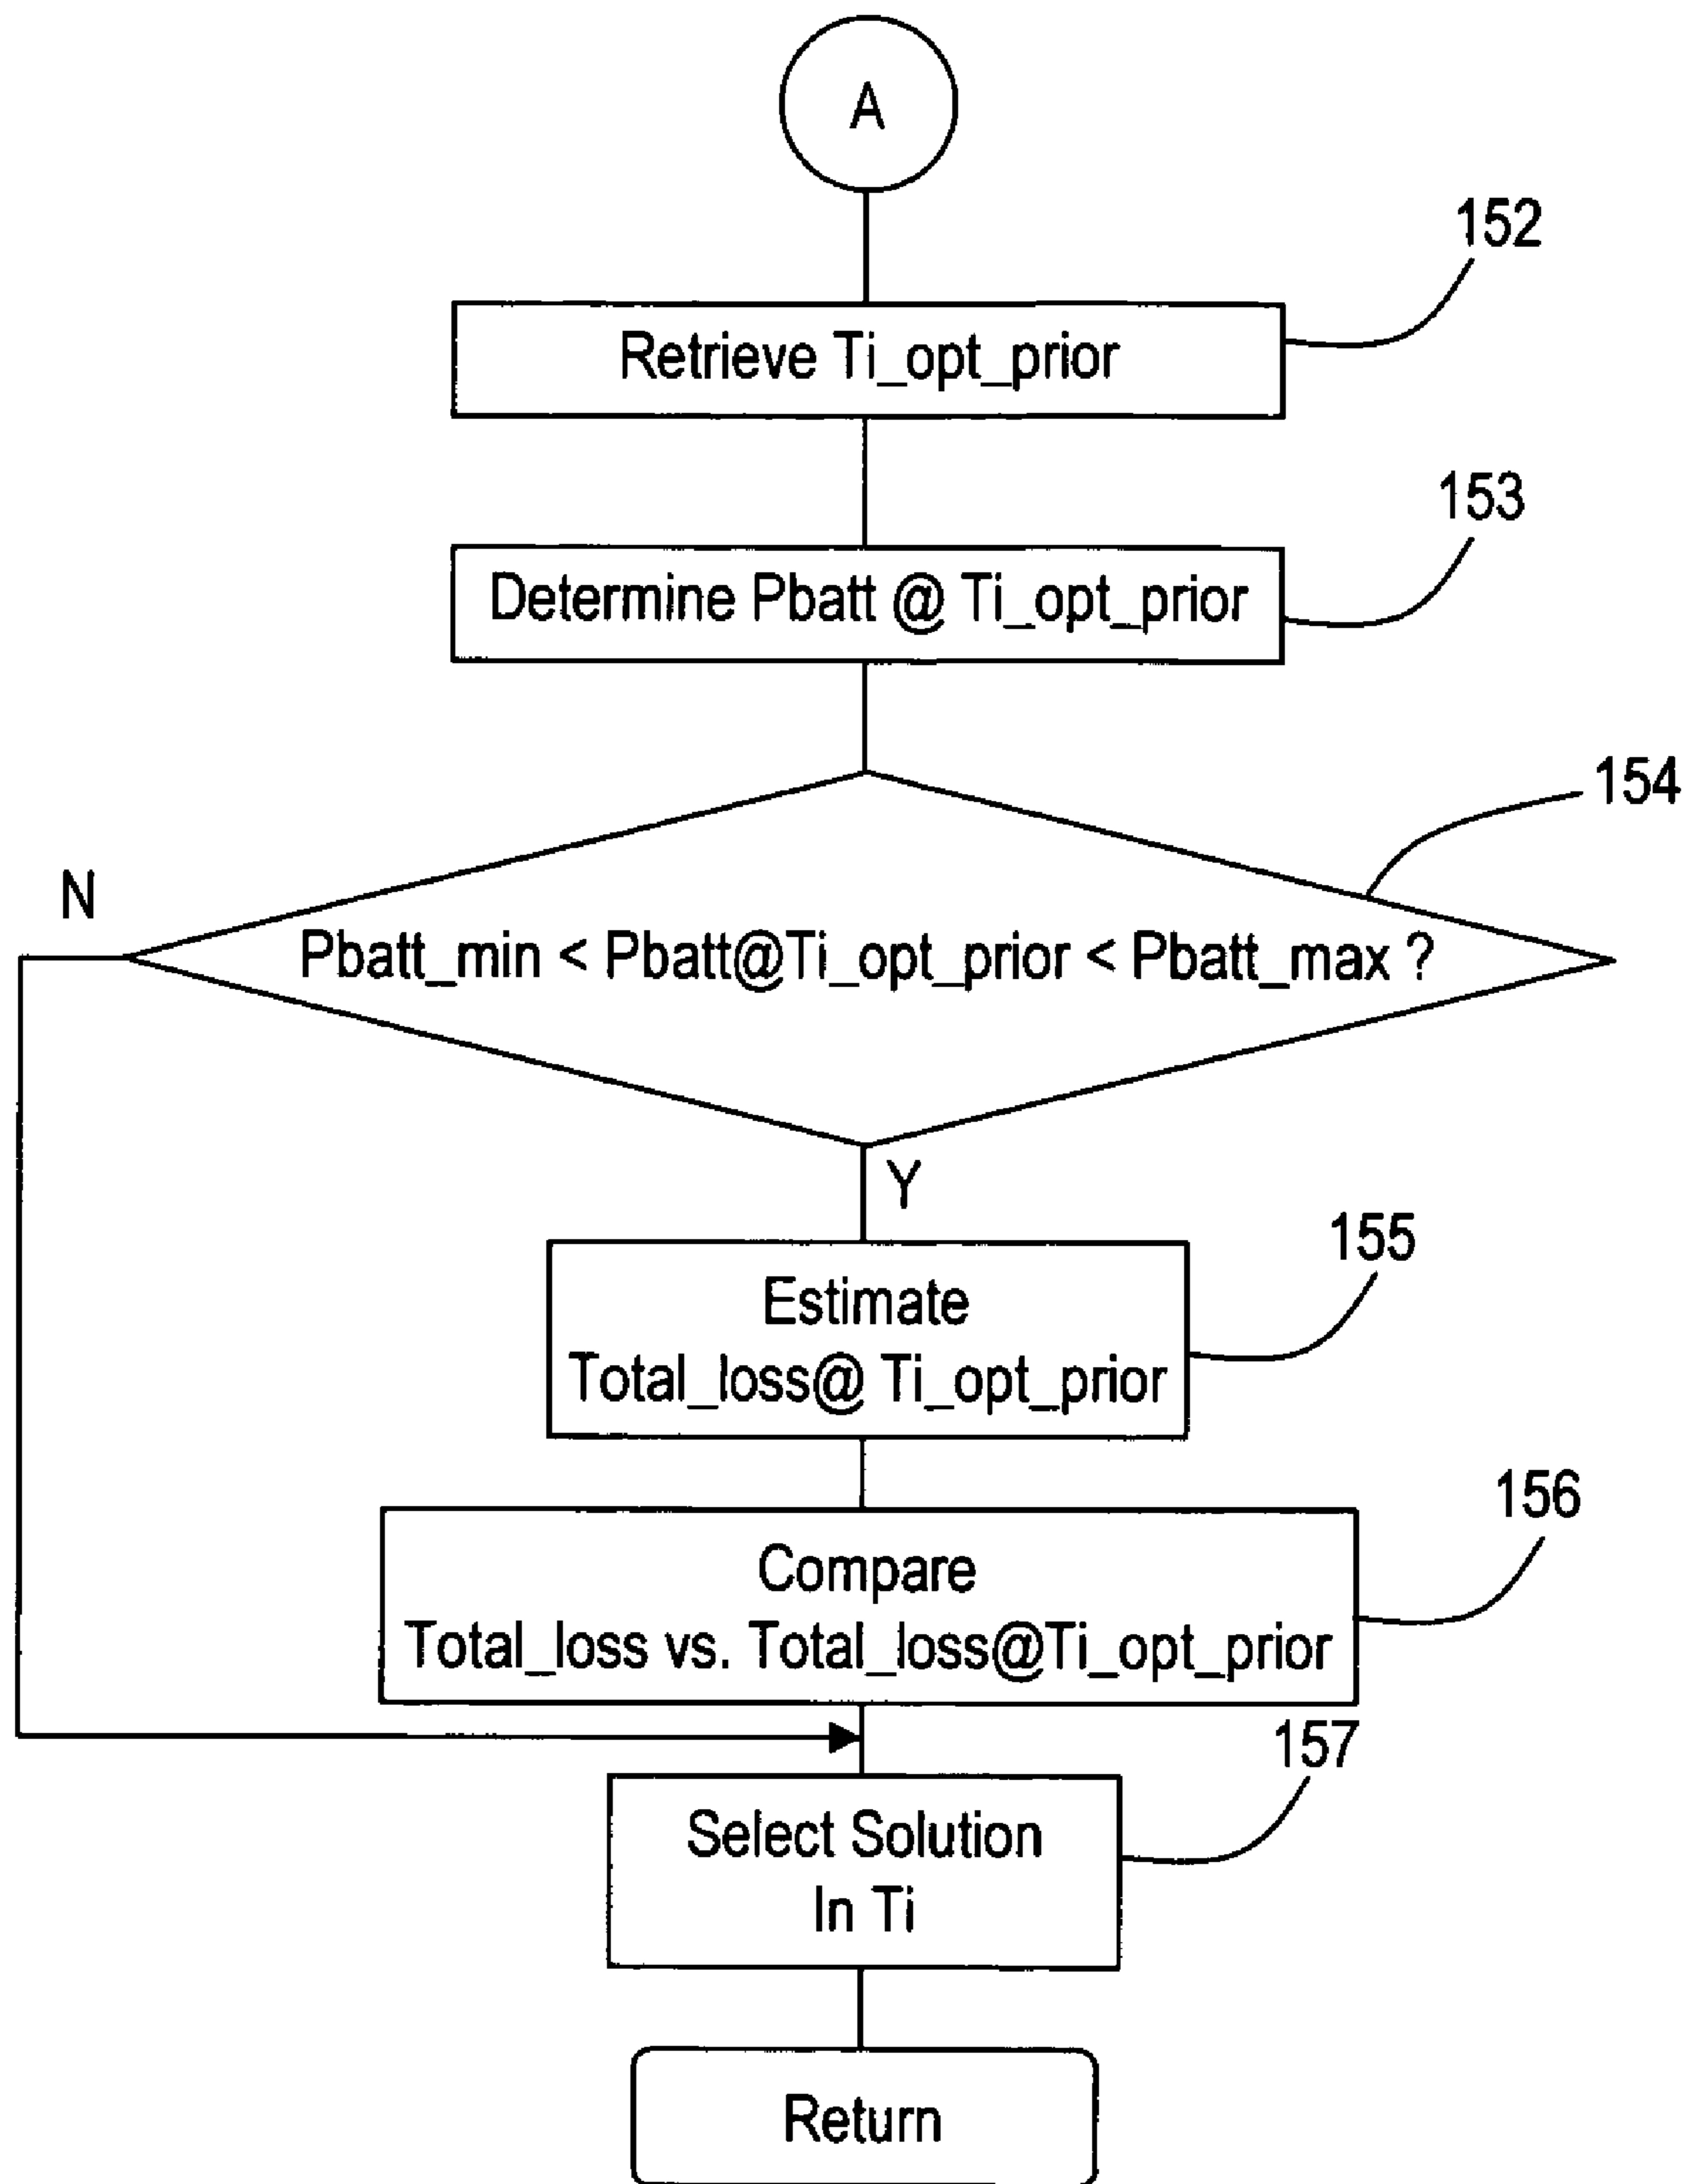 A
152
Retrieve Ti_opt_prior
153
Determine Pbatt @ Ti_opt_prior
154
N
Pbatt_min < Pbatt@Ti_opt_prior < Pbatt_max ?
Y
155
Estimate
Total_loss@ Ti_opt_prior
156
Compare
Total_loss vs. Total_loss@Ti_opt_prior
157
Select Solution
In Ti
Return